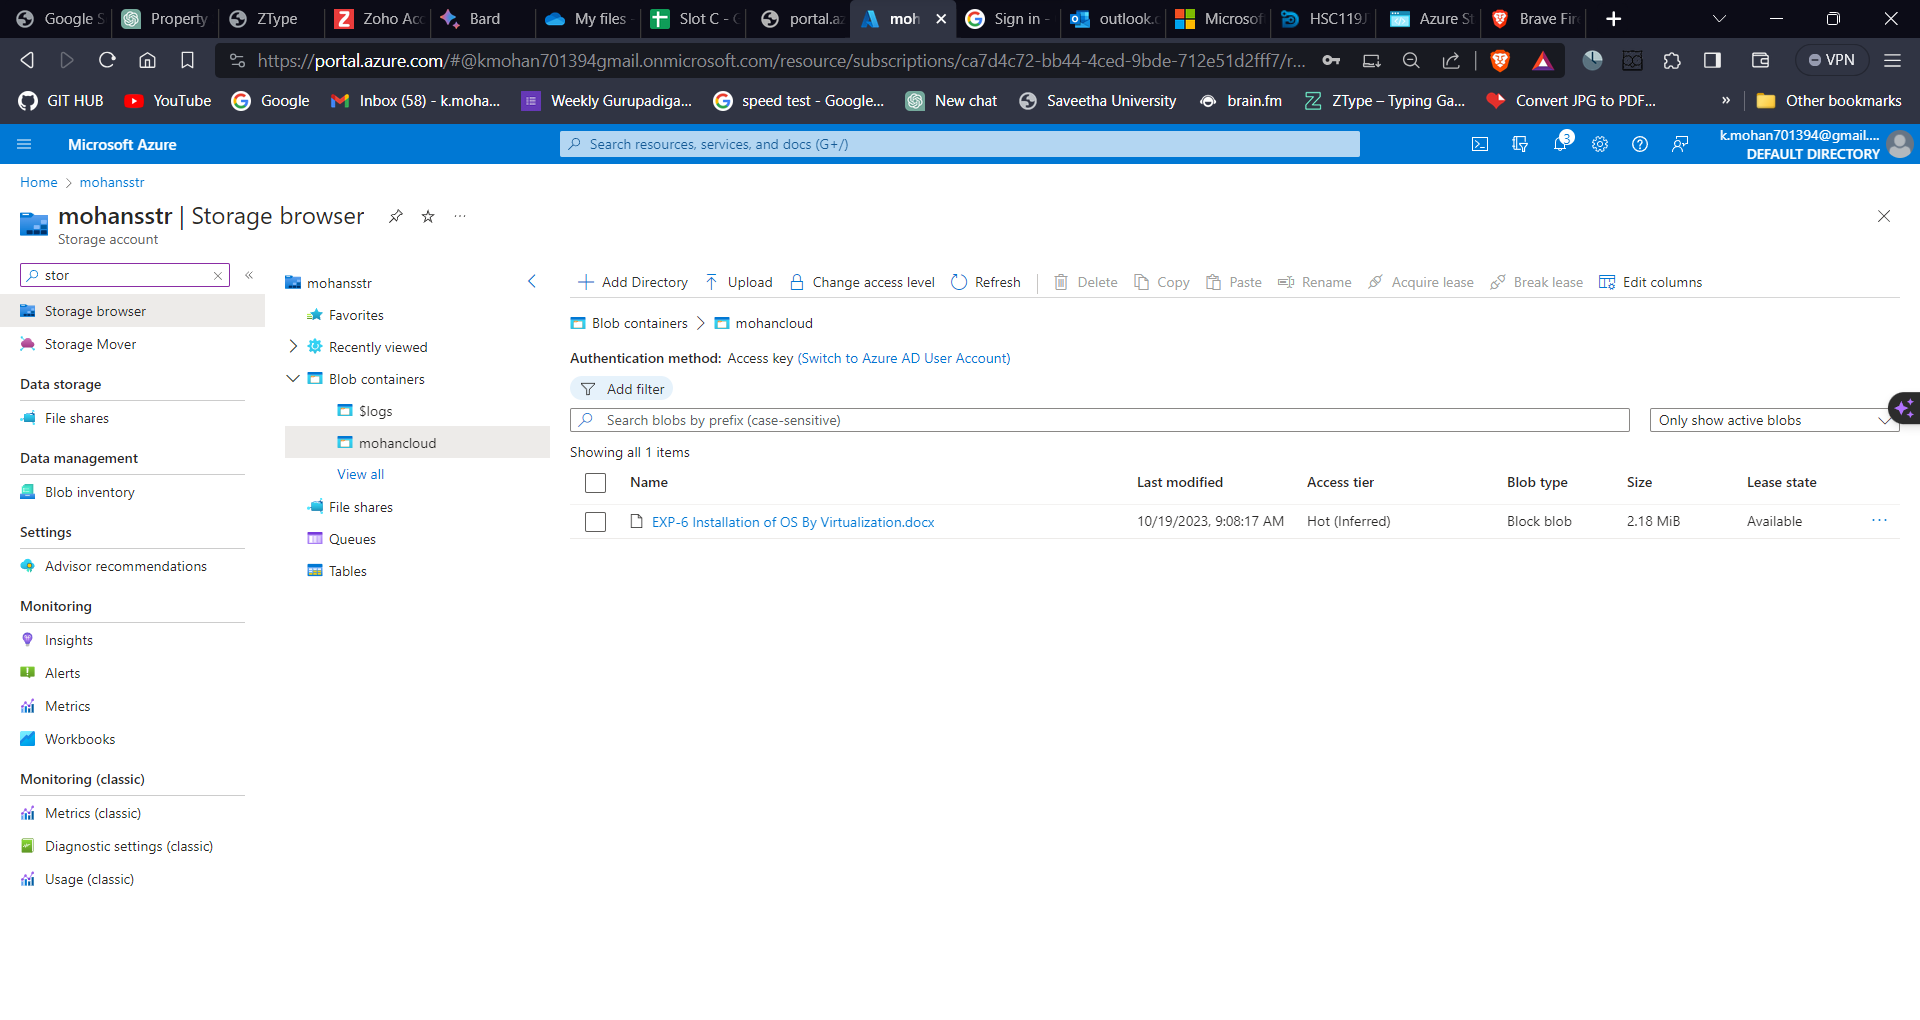 Google S
Property
ZType
Zoho Acc
Bard
My files -
Slot C - C
portal.az
moh
Sign in -
outlook.c
Microsof
HSC119J
Azure St
Brave Fire
https://portal.azure.com/#@kmohan701394gmail.onmicrosoft.com/resource/subscriptions/ca7d4c72-bb44-4ced-9bde-712e51d2fff7/r...
VPN
GIT HUB
YouTube
Google
Inbox (58) - k.moha...
Weekly Gurupadiga...
speed test - Google...
New chat
Saveetha University
brain.fm
ZType – Typing Ga...
Convert JPG to PDF...
»
Other bookmarks
Microsoft Azure
Search resources, services, and docs (G+/)
3
k.mohan701394@gmail....
DEFAULT DIRECTORY
Home > mohansstr
mohansstr | Storage browser
Storage account
stor
Storage browser
Storage Mover
Data storage
File shares
Data management
Blob inventory
Settings
Advisor recommendations
Monitoring
Insights
Alerts
Metrics
Workbooks
Monitoring (classic)
Metrics (classic)
Diagnostic settings (classic)
Usage (classic)
mohansstr
Favorites
Recently viewed
Blob containers
$logs
mohancloud
View all
File shares
Queues
Tables
Add Directory
Upload
Change access level
Refresh
Delete
Copy
Paste
Rename
Acquire lease
Break lease
Edit columns
Blob containers > mohancloud
Authentication method: Access key (Switch to Azure AD User Account)
Add filter
Search blobs by prefix (case-sensitive)
Only show active blobs
Showing all 1 items
Name Last modified Access tier Blob type Size Lease state
EXP-6 Installation of OS By Virtualization.docx 10/19/2023, 9:08:17 AM Hot (Inferred) Block blob 2.18 MiB Available ...